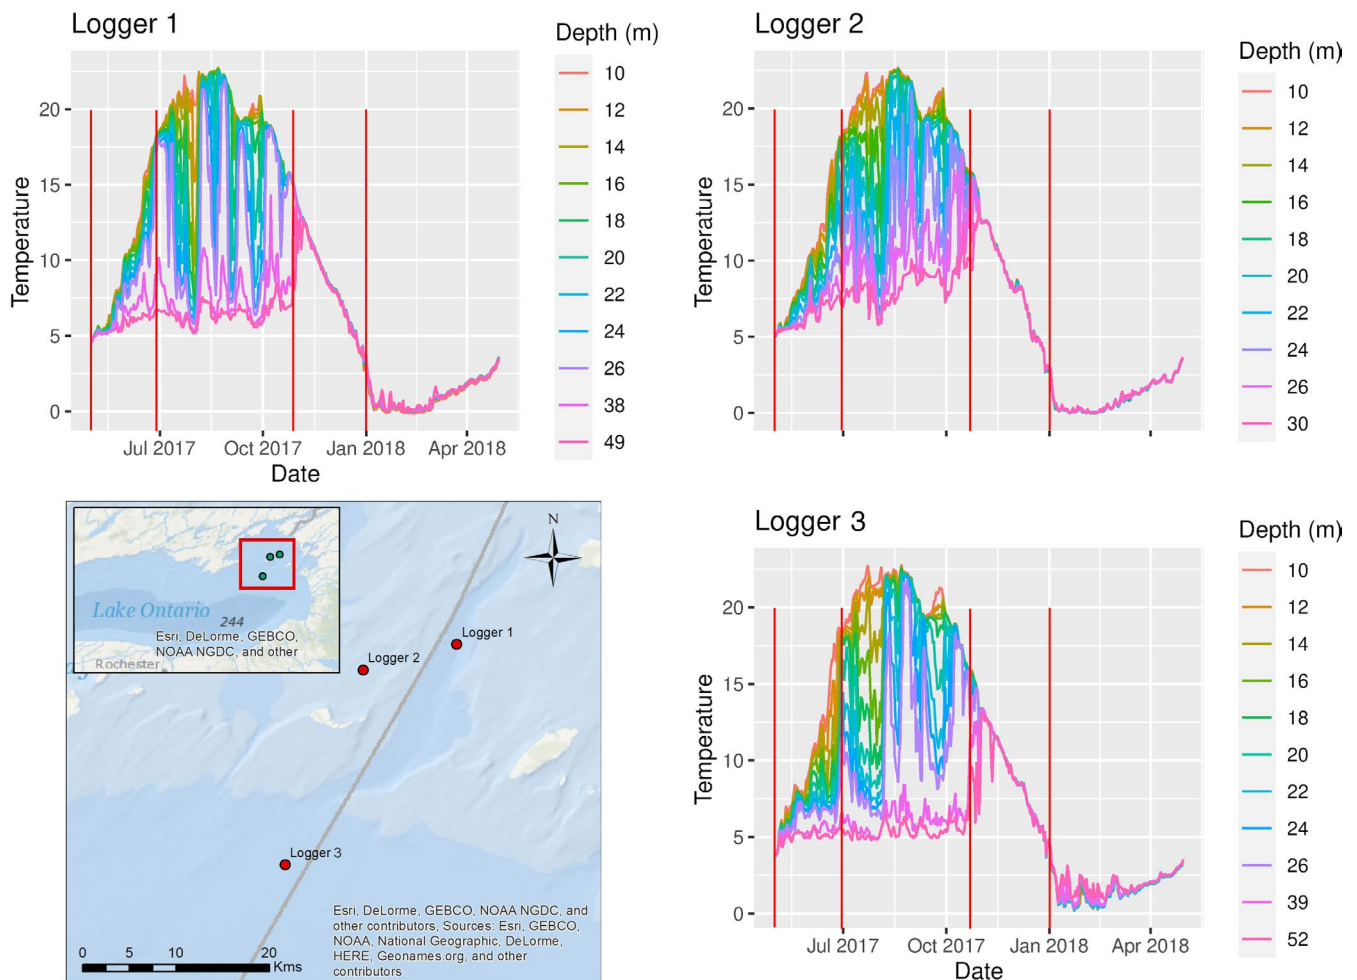 Logger 1
Temperature
20
15
10
5
0
Jul 2017
Oct 2017
Jan 2018
Apr 2018
Date
Depth (m)
10
12
14
16
18
20
22
24
26
38
49
Logger 2
Temperature
20
15
10
5
0
Depth (m)
10
12
14
16
18
20
22
24
26
30
Lake Ontario
244
Esri, DeLorme, GEBCO,
NOAA NGDC, and other
Rochester
N
Logger 1
Logger 2
Logger 3
Esri, DeLorme, GEBCO, NOAA NGDC, and
other contributors, Sources: Esri, GEBCO,
NOAA, National Geographic, DeLorme,
HERE, Geonames.org, and other
contributors
0 5 10 20
Kms
Logger 3
Temperature
20
15
10
5
0
Jul 2017
Oct 2017
Jan 2018
Apr 2018
Date
Depth (m)
10
12
14
16
18
20
22
24
26
39
52